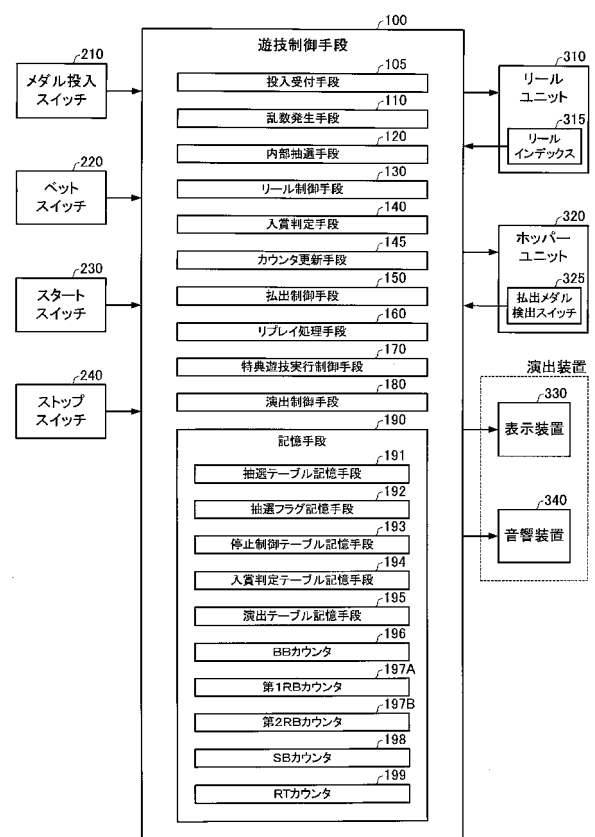 100
遊技制御手段
210
メダル投入
スイッチ
220
ベット
スイッチ
230
スタート
スイッチ
240
ストップ
スイッチ
105
投入受付手段
110
乱数発生手段
120
内部抽選手段
130
リール制御手段
140
入賞判定手段
145
カウンタ更新手段
150
払出制御手段
160
リプレイ処理手段
170
特典遊技実行制御手段
180
演出制御手段
190
記憶手段
191
抽選テーブル記憶手段
192
抽選フラグ記憶手段
193
停止制御テーブル記憶手段
194
入賞判定テーブル記憶手段
195
演出テーブル記憶手段
196
BBカウンタ
197A
第1RBカウンタ
197B
第2RBカウンタ
198
SBカウンタ
199
RTカウンタ
310
リール
ユニット
315
リール
インデックス
320
ホッパー
ユニット
325
払出メダル
検出スイッチ
演出装置
330
表示装置
340
音響装置